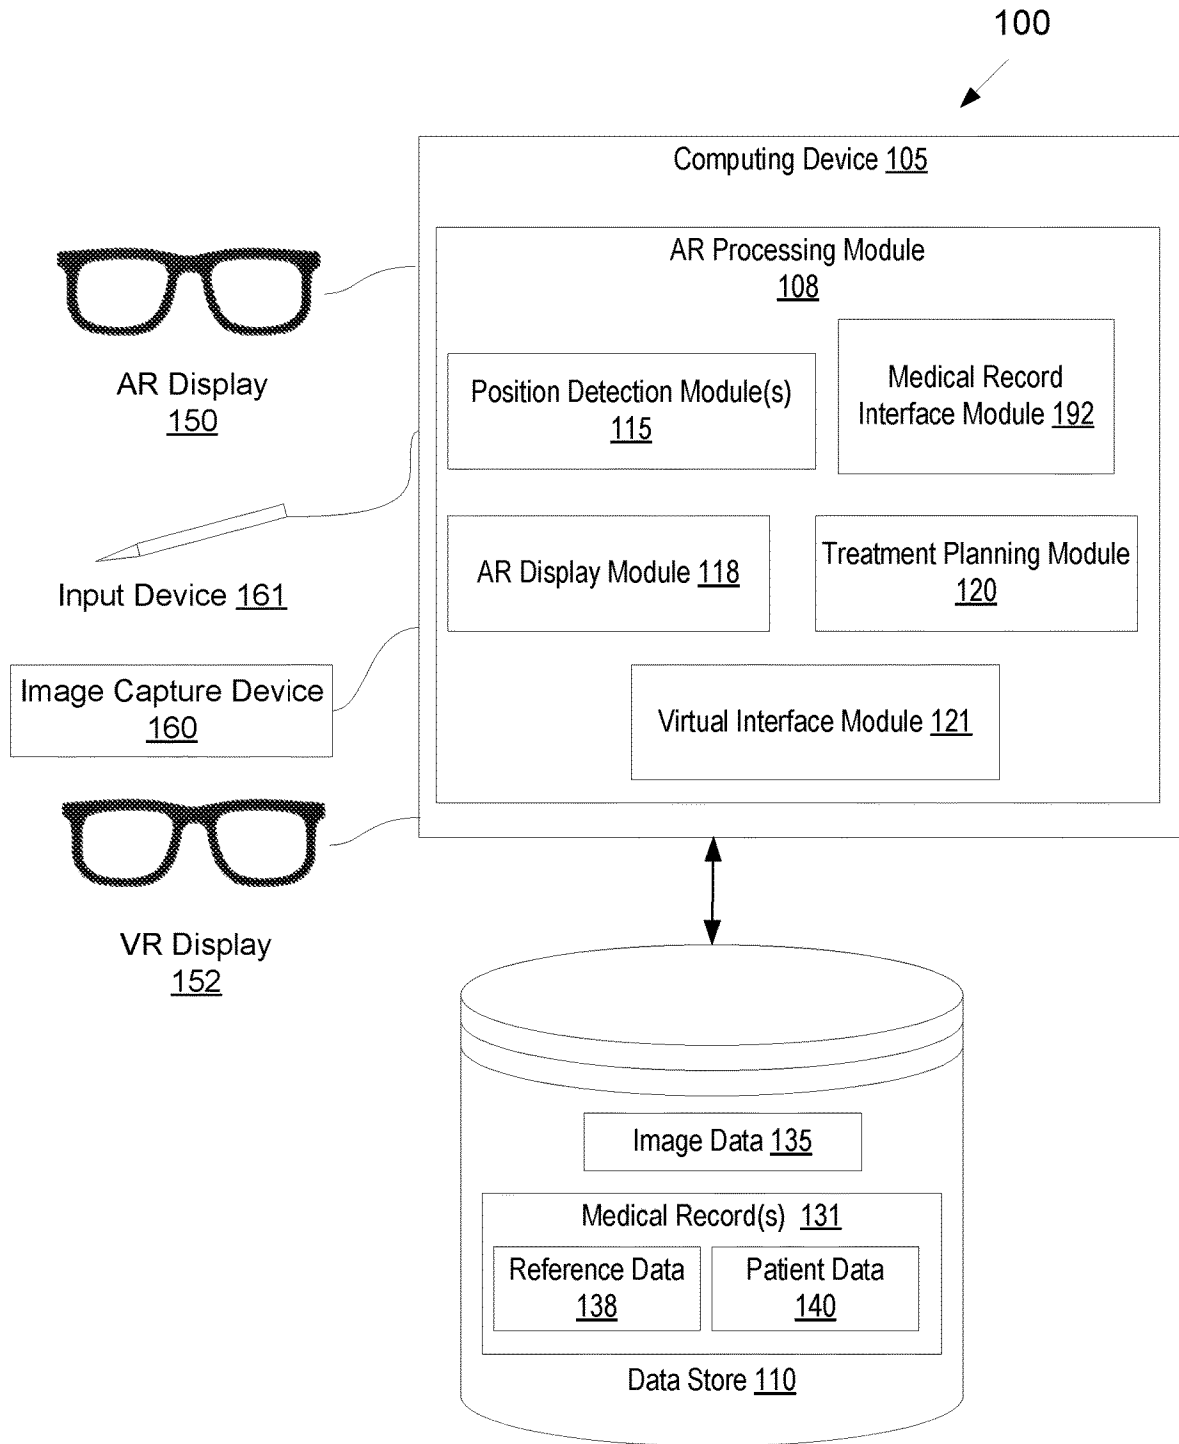 100
Computing Device 105
AR Processing Module
108
Position Detection Module(s)
115
Medical Record
Interface Module 192
AR Display Module 118
Treatment Planning Module
120
Virtual Interface Module 121
AR Display
150
Input Device 161
Image Capture Device
160
VR Display
152
Image Data 135
Medical Record(s) 131
Reference Data
138
Patient Data
140
Data Store 110